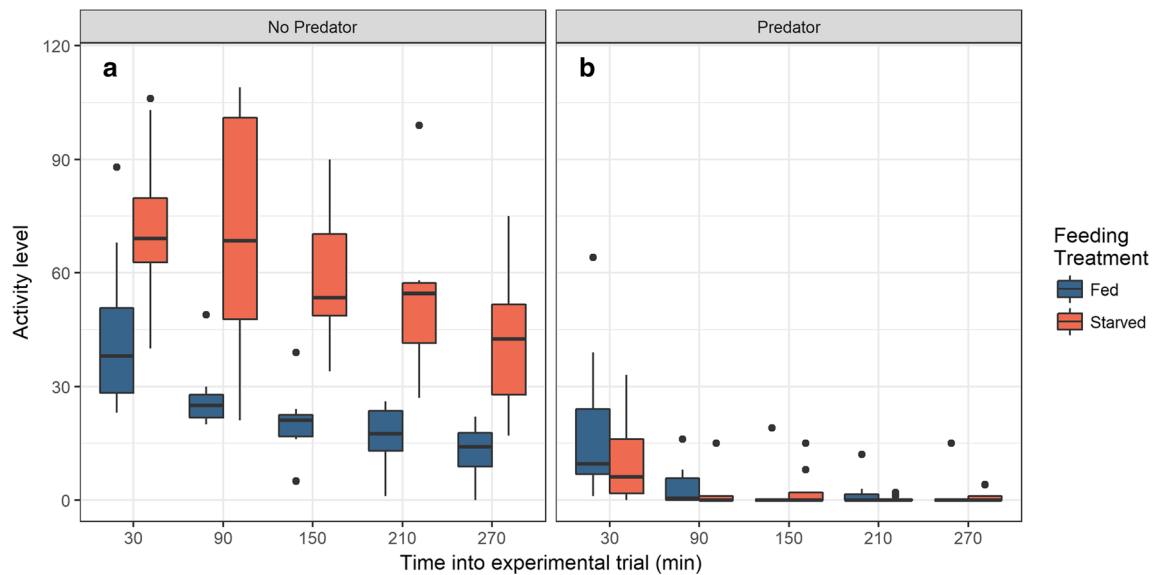 No Predator
Predator
a
b
120
90
60
30
0
Activity level
30
90
150
210
270
30
90
150
210
270
Time into experimental trial (min)
Feeding
Treatment
Fed
Starved